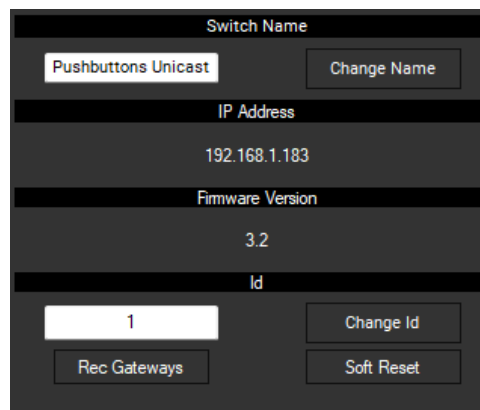 Switch Name
Pushbuttons Unicast Change Name
IP Address
192.168.1.183
Firmware Version
3.2
Id
1 Change Id
Rec Gateways Soft Reset